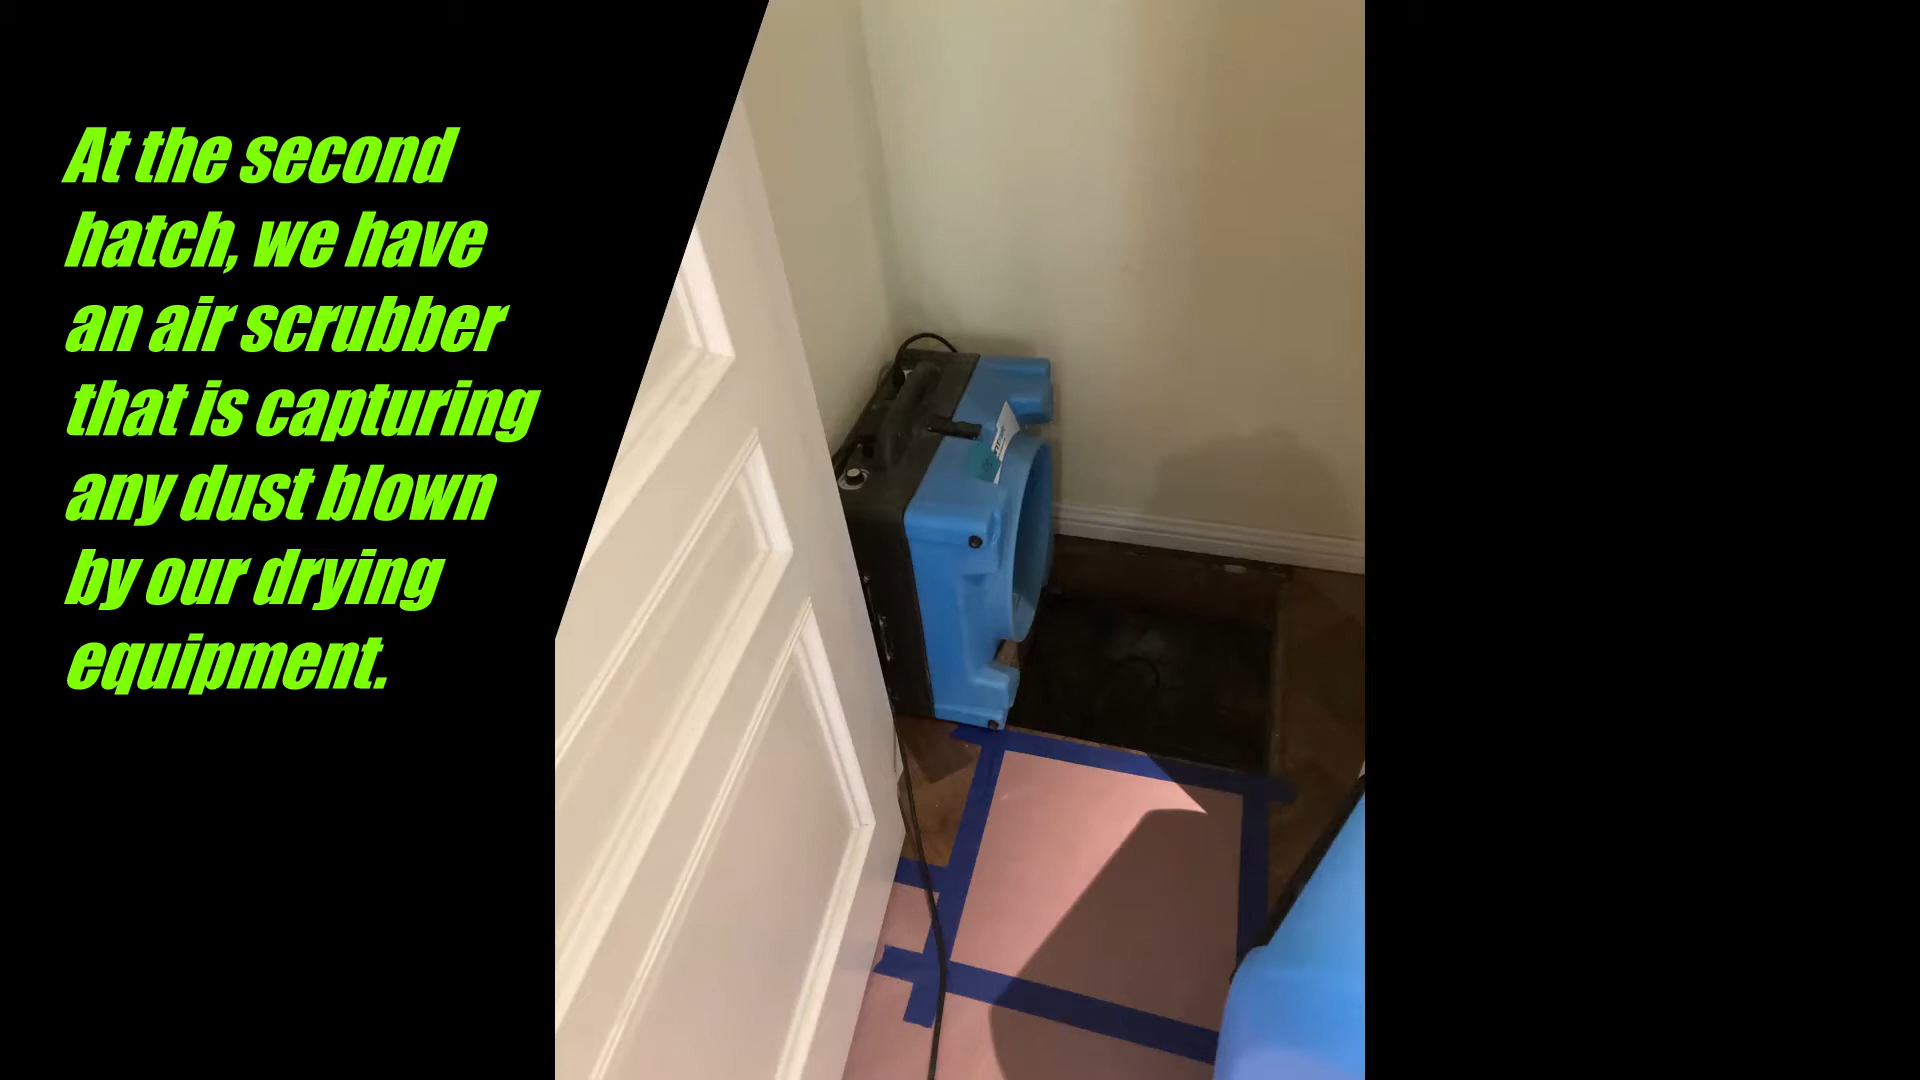 At the second
hatch, we have
an air scrubber
that is capturing
any dust blown
by our drying
equipment.